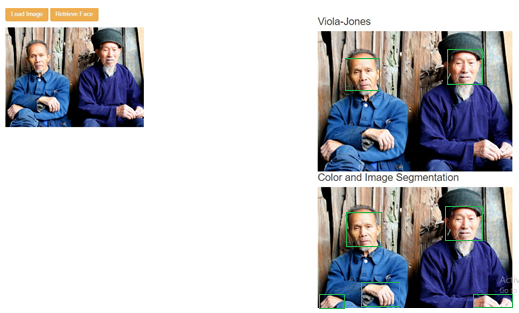 Load Image
Retrieve Face
Viola-Jones
Color and Image Segmentation